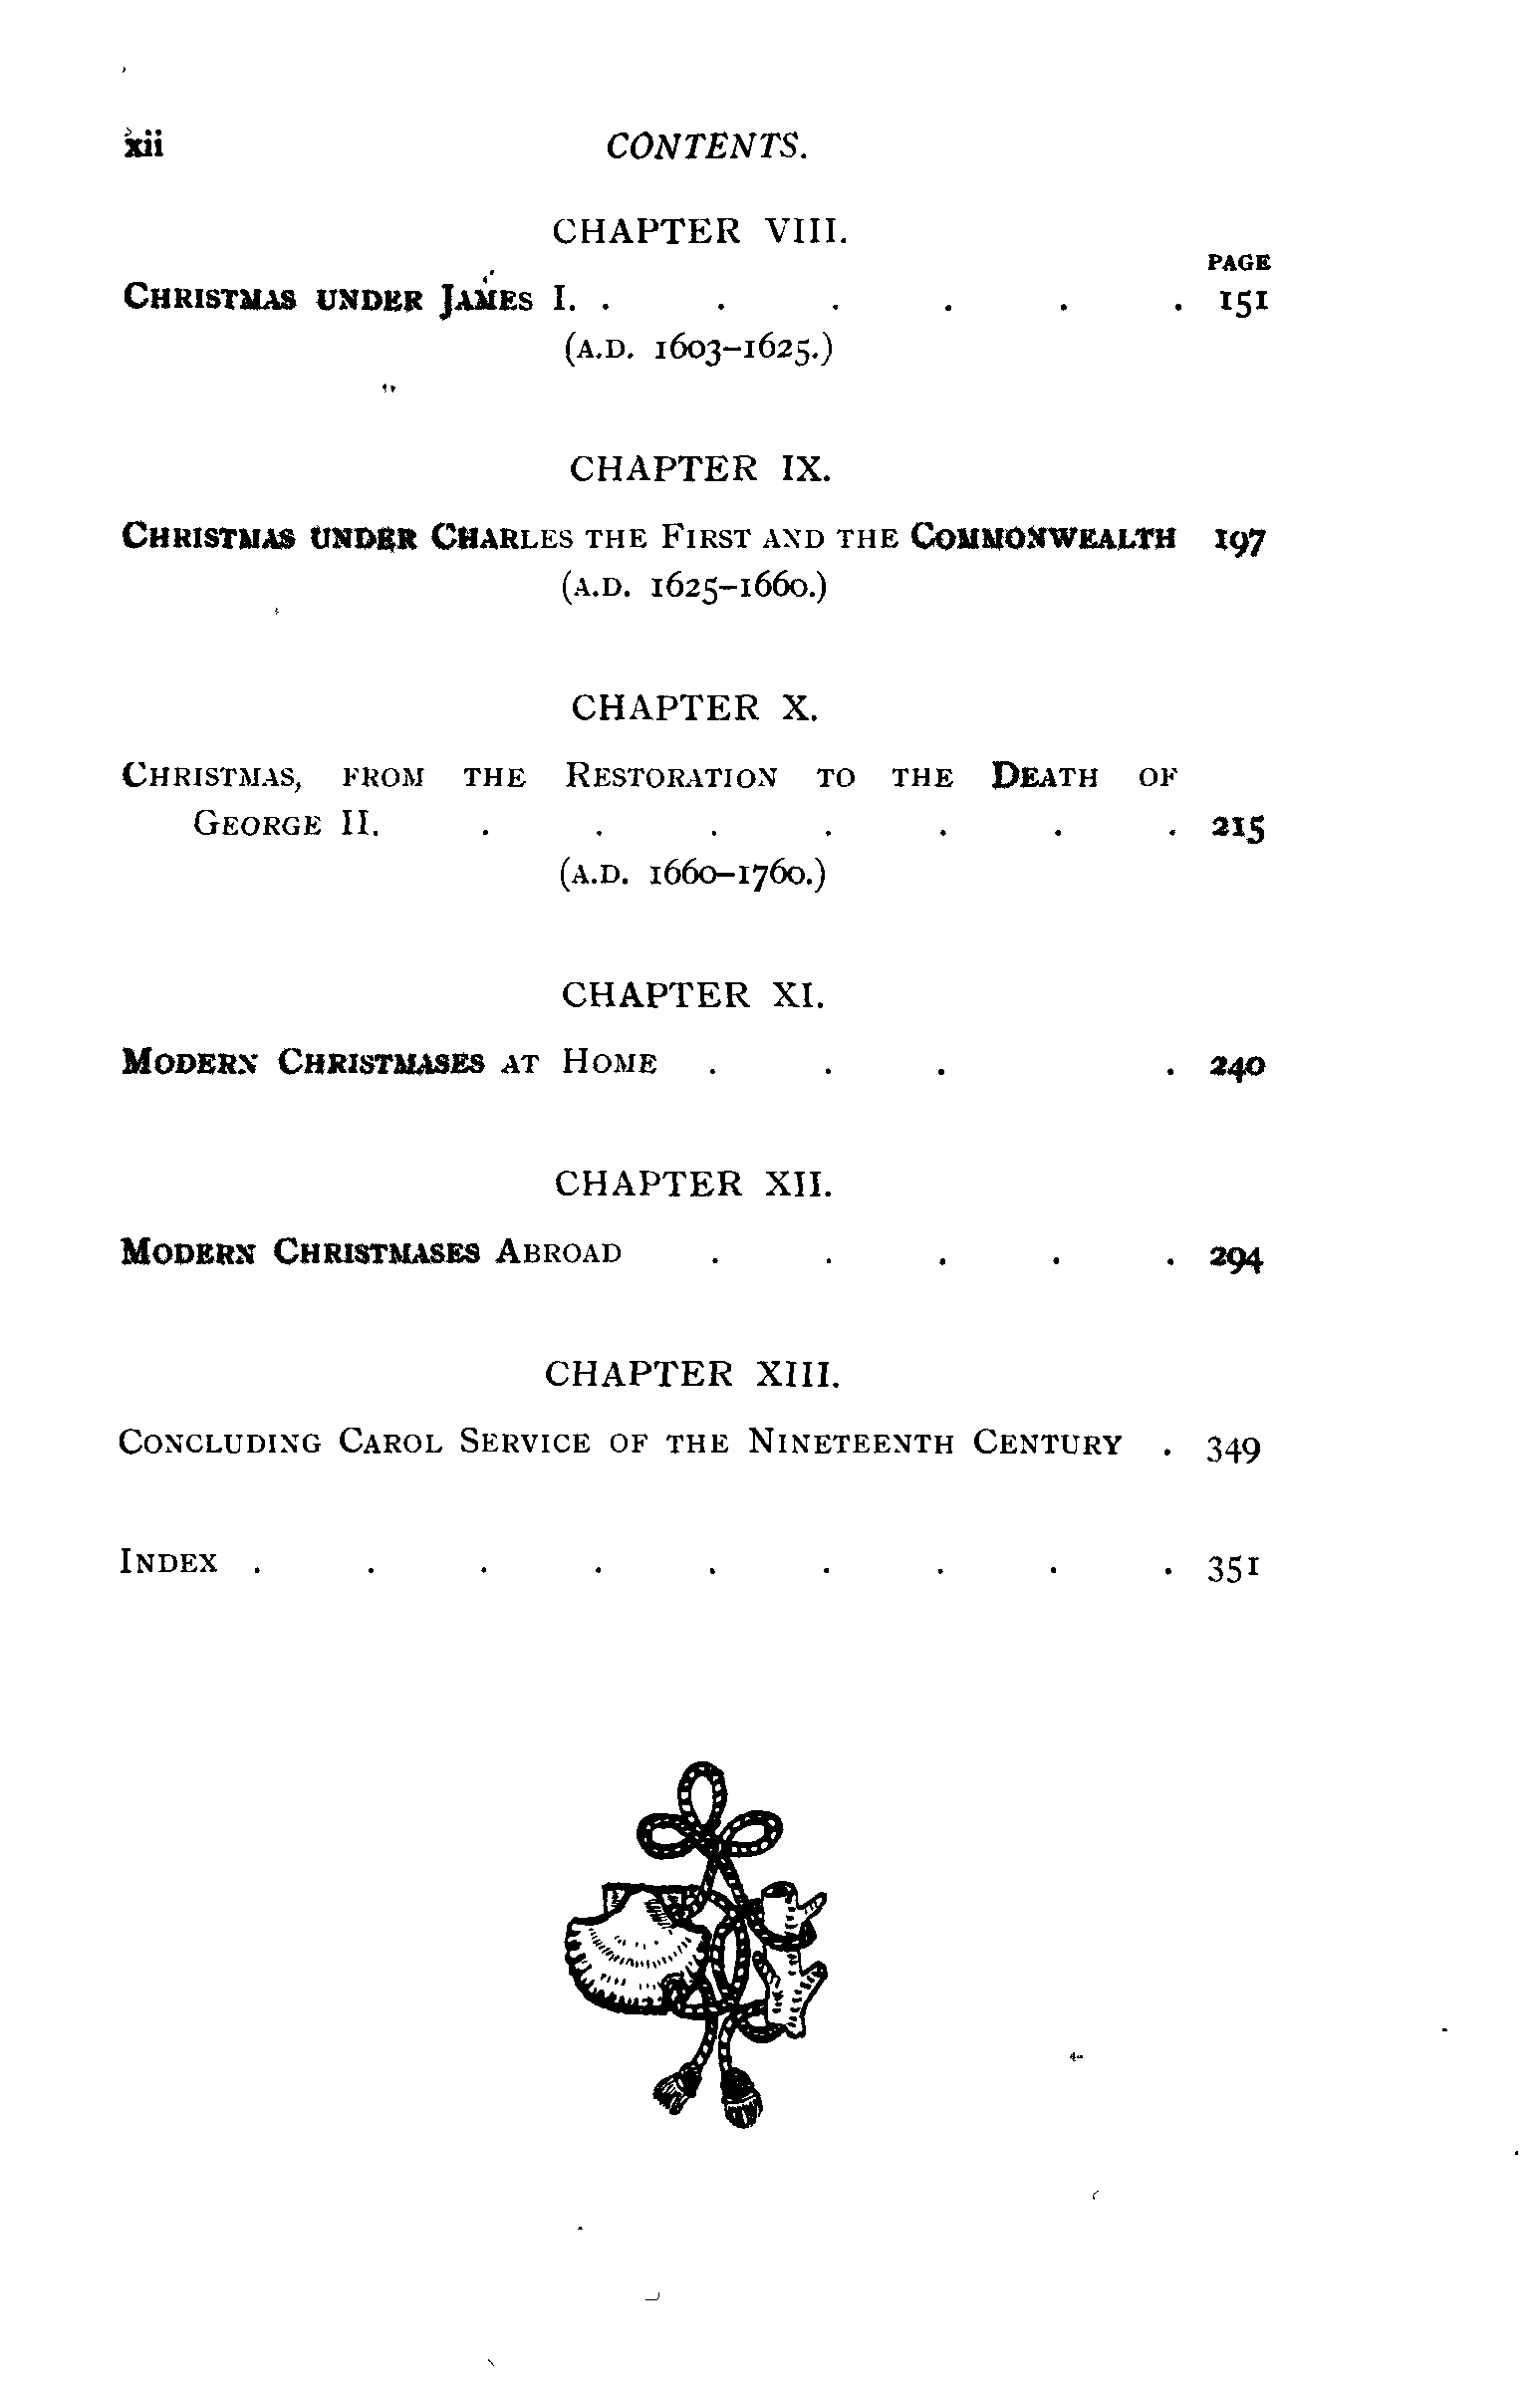 xii CONTENTS.
CHAPTER VIII.
PAGE
CHRISTMAS UNDER JAMES I. . . . . . . 151
(A.D. 1603–1625.)
CHAPTER IX.
CHRISTMAS UNDER CHARLES THE FIRST AND THE COMMONWEALTH 197
(A.D. 1625–1660.)
CHAPTER X.
CHRISTMAS, FROM THE RESTORATION TO THE DEATH OF
GEORGE II. . . . . . . . 215
(A.D. 1660–1760.)
CHAPTER XI.
MODERN CHRISTMASES AT HOME . . . . 240
CHAPTER XII.
MODERN CHRISTMASES ABROAD . . . . . 294
CHAPTER XIII.
CONCLUDING CAROL SERVICE OF THE NINETEENTH CENTURY . 349
INDEX . . . . . . . . . 351